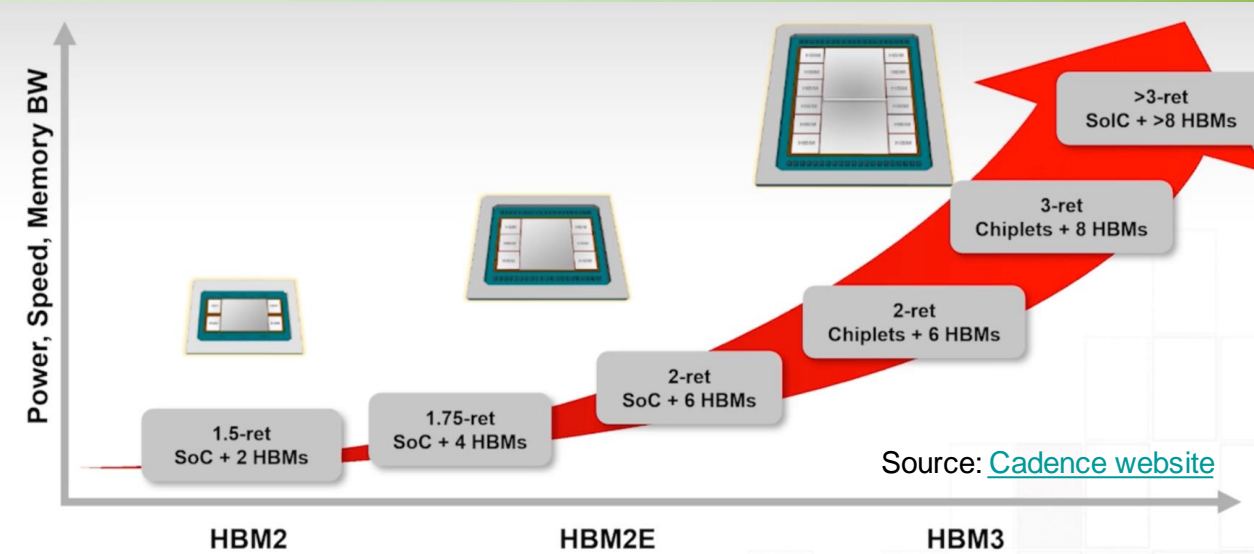 Power, Speed, Memory BW
>3-ret
SoIC + >8 HBMs
3-ret
Chiplets + 8 HBMs
2-ret
Chiplets + 6 HBMs
2-ret
SoC + 6 HBMs
1.75-ret
SoC + 4 HBMs
1.5-ret
SoC + 2 HBMs
Source: Cadence website
HBM2 HBM2E HBM3